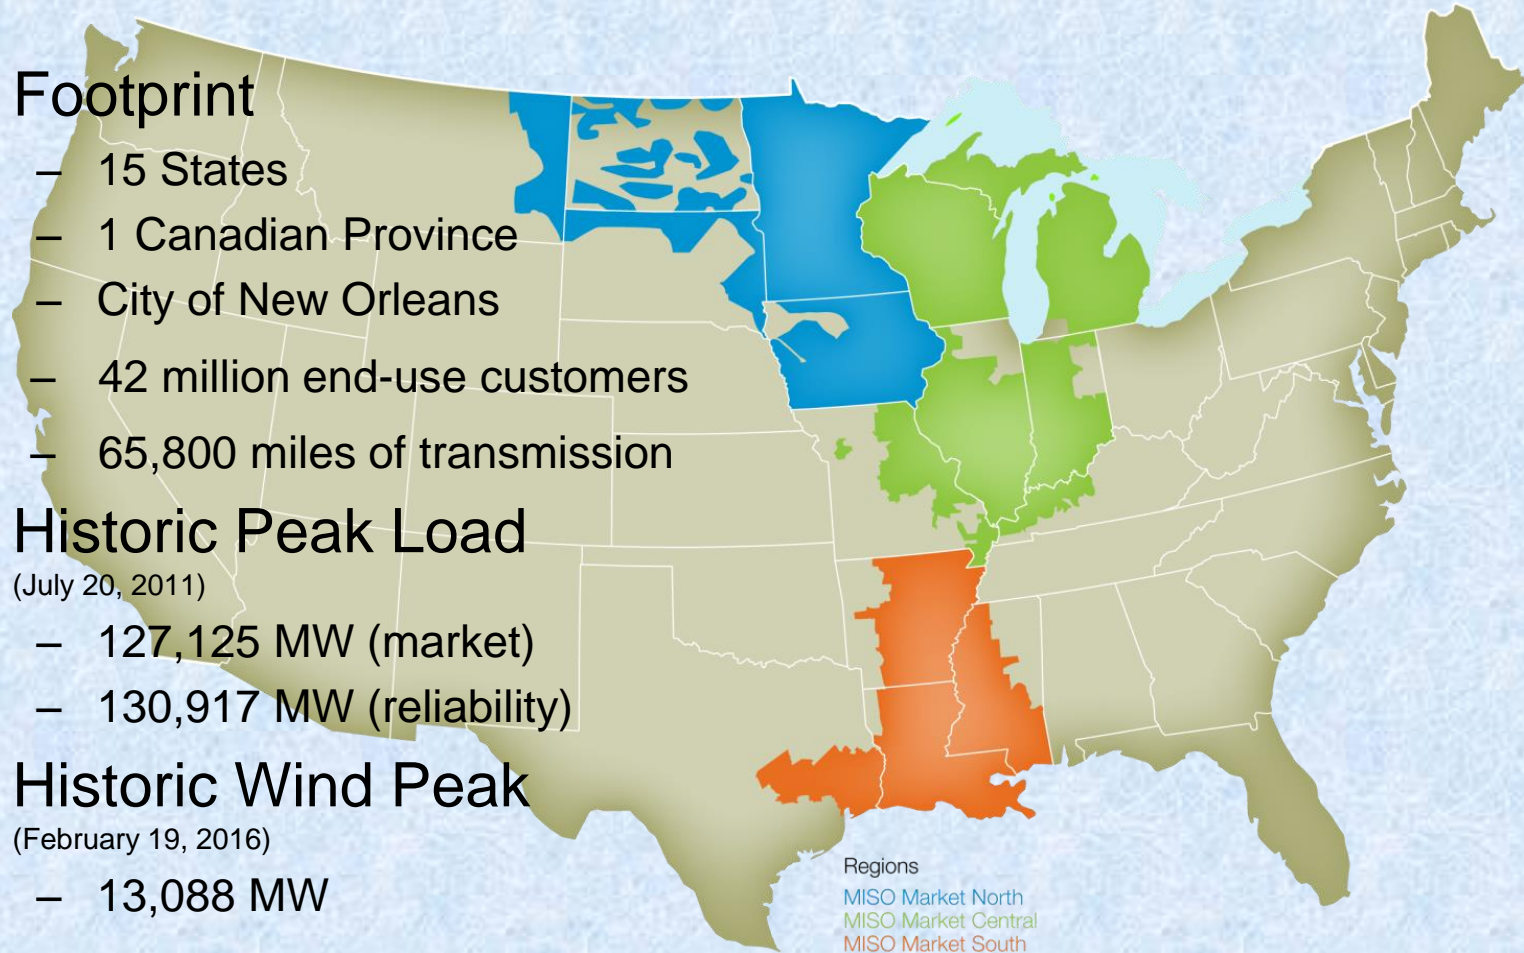 Footprint
– 15 States
– 1 Canadian Province
– City of New Orleans
– 42 million end-use customers
– 65,800 miles of transmission
Historic Peak Load
(July 20, 2011)
– 127,125 MW (market)
– 130,917 MW (reliability)
Historic Wind Peak
(February 19, 2016)
– 13,088 MW
Regions
MISO Market North
MISO Market Central
MISO Market South